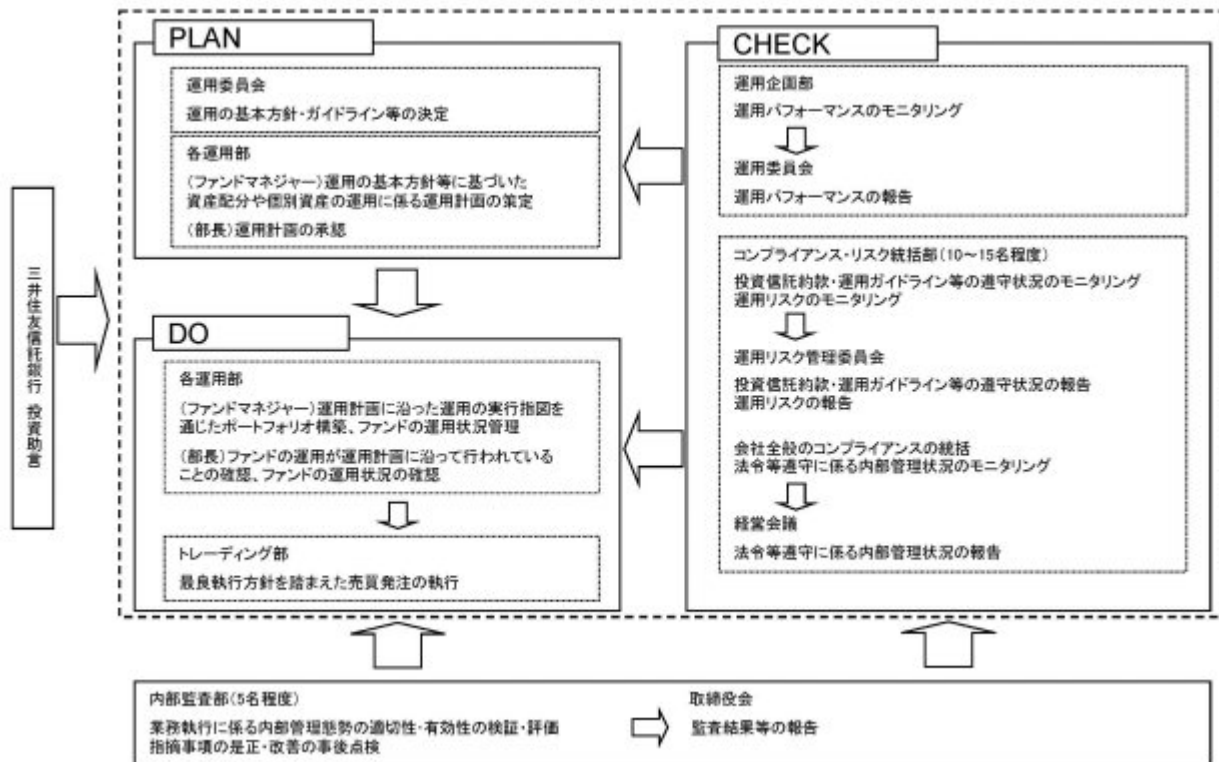 三井住友信託銀行 投資助言
PLAN
運用委員会
運用の基本方針・ガイドライン等の決定
各運用部
(ファンドマネジャー)運用の基本方針等に基づいた
資産配分や個別資産の運用に係る運用計画の策定
(部長)運用計画の承認
DO
各運用部
(ファンドマネジャー)運用計画に沿った運用の実行指図を
通じたポートフォリオ構築、ファンドの運用状況管理
(部長)ファンドの運用が運用計画に沿って行われている
ことの確認、ファンドの運用状況の確認
トレーディング部
最良執行方針を踏まえた売買発注の執行
CHECK
運用企画部
運用パフォーマンスのモニタリング
運用委員会
運用パフォーマンスの報告
コンプライアンス・リスク統括部(10～15名程度)
投資信託約款・運用ガイドライン等の遵守状況のモニタリング
運用リスクのモニタリング
運用リスク管理委員会
投資信託約款・運用ガイドライン等の遵守状況の報告
運用リスクの報告
会社全般のコンプライアンスの統括
法令等遵守に係る内部管理状況のモニタリング
経営会議
法令等遵守に係る内部管理状況の報告
内部監査部(5名程度)
業務執行に係る内部管理態勢の適切性・有効性の検証・評価
指摘事項の是正・改善の事後点検
取締役会
監査結果等の報告